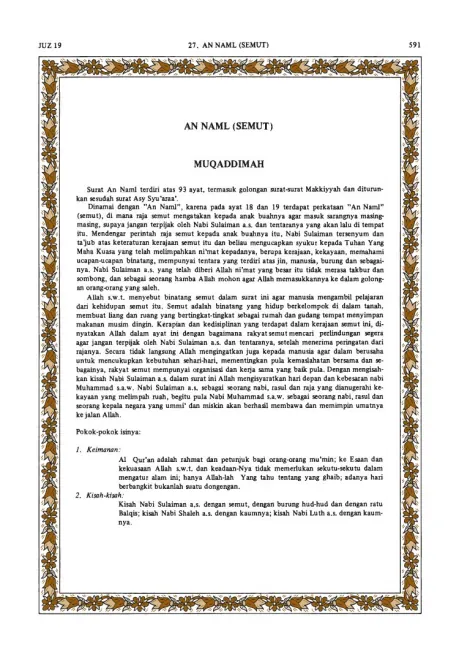 JUZ 19 27. AN NAML (SEMUT) 591
AN NAML (SEMUT)
MUQADDIMAH
Surat An Naml terdiri atas 93 ayat, termasuk golongan surat-surat Makkiyyah dan diturun-
kan sesudah surat Asy Syu'araa'.
Dinamai dengan "An Naml", karena pada ayat 18 dan 19 terdapat perkataan "An Naml"
(semut), di mana raja semut mengatakan kepada anak buahnya agar masuk sarangnya masing-
masing, supaya jangan terpijak oleh Nabi Sulaiman a.s. dan tentaranya yang akan lalu di tempat
itu. Mendengar perintah raja semut kepada anak buahnya itu, Nabi Sulaiman tersenyum dan
ta'jub atas keteraturan kerajaan semut itu dan beliau mengucapkan syukur kepada Tuhan Yang
Maha Kuasa yang telah melimpahkan ni'mat kepadanya, berupa kerajaan, kekayaan, memahami
ucapan-ucapan binatang, mempunyai tentara yang terdiri atas jin, manusia, burung dan sebagai-
nya. Nabi Sulaiman a.s. yang telah diberi Allah ni'mat yang besar itu tidak merasa takbur dan
sombong, dan sebagai seorang hamba Allah mohon agar Allah memasukkannya ke dalam golong-
an orang-orang yang saleh.
Allah s.w.t. menyebut binatang semut dalam surat ini agar manusia mengambil pelajaran
dari kehidupan semut itu. Semut adalah binatang yang hidup berkelompok di dalam tanah,
membuat liang dan ruang yang bertingkat-tingkat sebagai rumah dan gudang tempat menyimpan
makanan musim dingin. Kerapian dan kedisiplinan yang terdapat dalam kerajaan semut ini, di-
nyatakan Allah dalam ayat ini dengan bagaimana rakyat semut mencari perlindungan segera
agar jangan terpijak oleh Nabi Sulaiman a.s. dan tentaranya, setelah menerima peringatan dari
rajanya. Secara tidak langsung Allah mengingatkan juga kepada manusia agar dalam berusaha
untuk mencukupkan kebutuhan sehari-hari, mementingkan pula kemaslahatan bersama dan se-
bagainya, rakyat semut mempunyai organisasi dan kerja sama yang baik pula. Dengan mengisah-
kan kisah Nabi Sulaiman a.s. dalam surat ini Allah mengisyaratkan hari depan dan kebesaran nabi
Muhammad s.a.w. Nabi Sulaiman a.s. sebagai seorang nabi, rasul dan raja yang dianugerahi ke-
kayaan yang melimpah ruah, begitu pula Nabi Muhammad s.a.w. sebagai seorang nabi, rasul dan
seorang kepala negara yang ummi' dan miskin akan berhasil membawa dan memimpin umatnya
ke jalan Allah.
Pokok-pokok isinya:
1. Keimanan:
Al Qur'an adalah rahmat dan petunjuk bagi orang-orang mu'min; ke Esaan dan
kekuasaan Allah s.w.t. dan keadaan-Nya tidak memerlukan sekutu-sekutu dalam
mengatur alam ini; hanya Allah-lah Yang tahu tentang yang ghaib; adanya hari
berbangkit bukanlah suatu dongengan.
2. Kisah-kisah:
Kisah Nabi Sulaiman a,s. dengan semut, dengan burung hud-hud dan dengan ratu
Balqis; kisah Nabi Shaleh a.s. dengan kaumnya; kisah Nabi Luth a.s. dengan kaum-
nya.